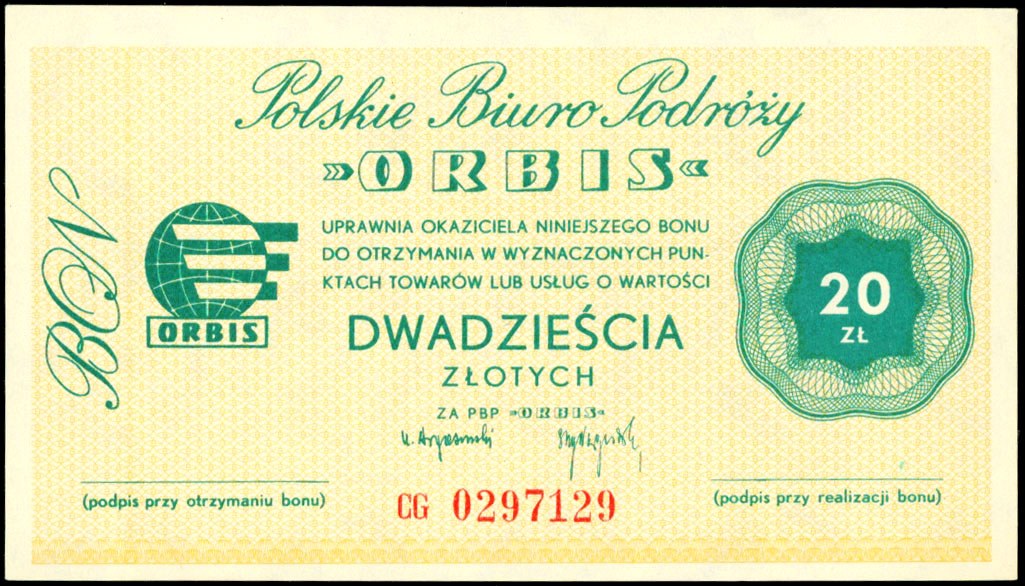 Polskie Biuro Podróży
»ORBIS«
BON
ORBIS
UPRAWNIA OKAZICIELA NINIEJSZEGO BONU
DO OTRZYMANIA W WYZNACZONYCH PUN-
KTACH TOWARÓW LUB USŁUG O WARTOŚCI
DWADZIEŚCIA
ZŁOTYCH
20
ZŁ
ZA PBP »ORBIS«
(podpis przy otrzymaniu bonu)
CG 0297129
(podpis przy realizacji bonu)